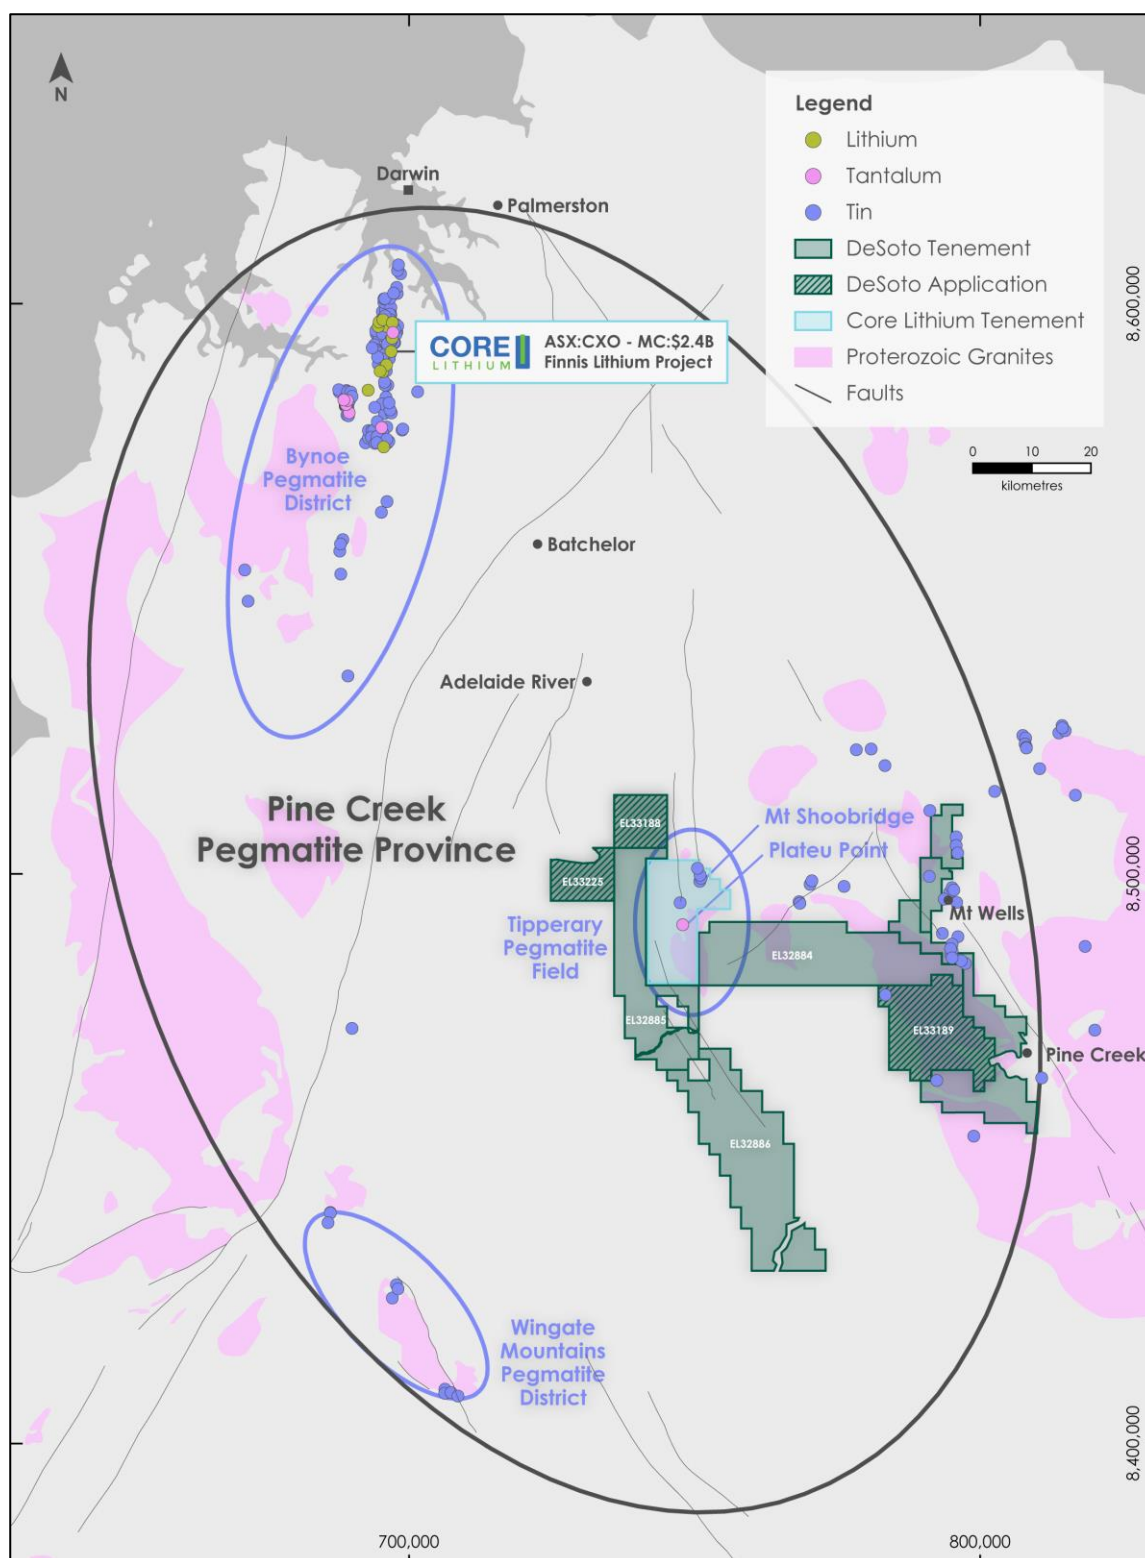 N
Legend
Lithium
Tantalum
Tin
DeSoto Tenement
DeSoto Application
Core Lithium Tenement
Proterozoic Granites
Faults
0 10 20
kilometres
Darwin
Palmerston
8,600,000
CORE
LITHIUM
ASX:CXO - MC:$2.4B
Finnis Lithium Project
Bynoe
Pegmatite
District
Batchelor
Adelaide River
Pine Creek
Pegmatite Province
EL33188
Mt Shoobridge
Plateu Point
EL33225
8,500,000
Mt Wells
Tipperary
Pegmatite
Field
EL32884
EL32885
EL33189
Pine Creek
EL32886
Wingate
Mountains
Pegmatite
District
8,400,000
700,000
800,000